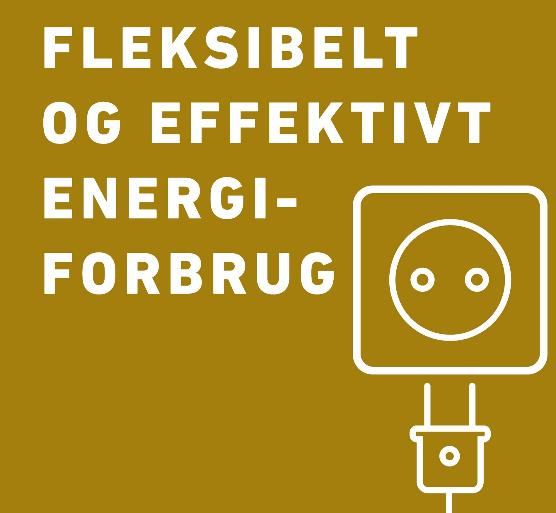 FLEKSIBELT
OG EFFEKTIVT
ENERGI-
FORBRUG